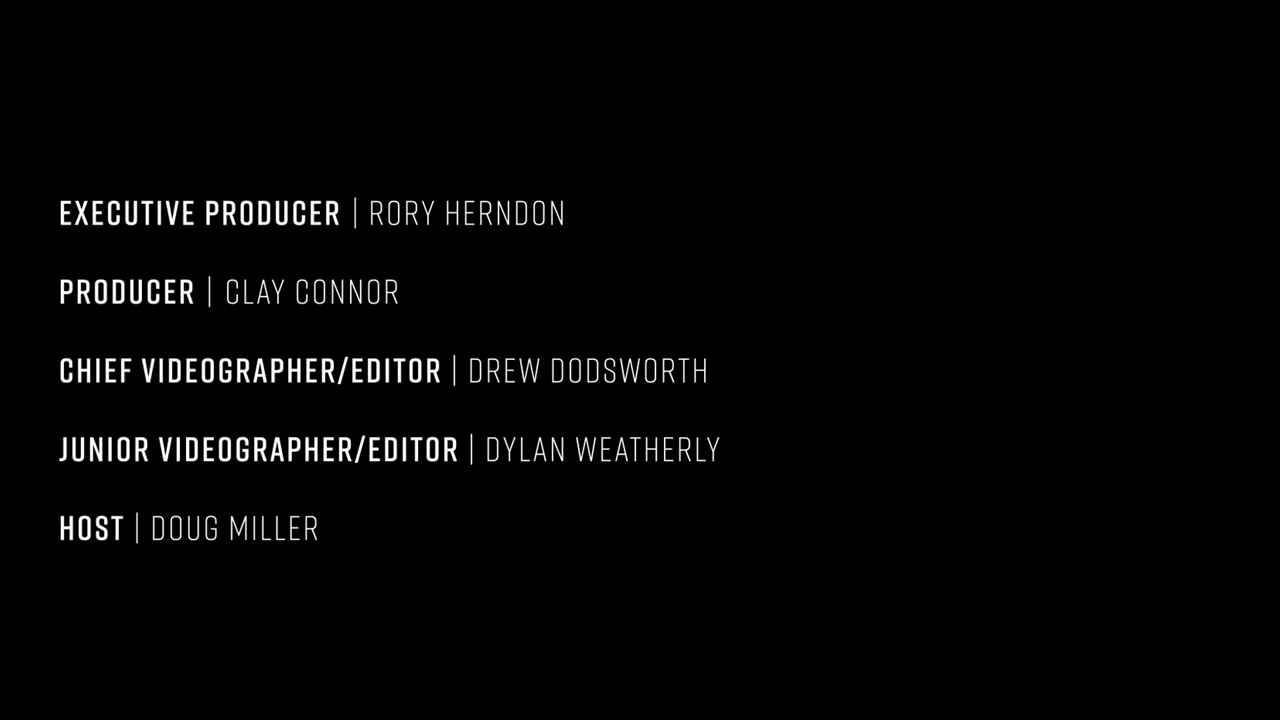 EXECUTIVE PRODUCER | RORY HERNDON
PRODUCER | CLAY CONNOR
CHIEF VIDEOGRAPHER/EDITOR | DREW DODSWORTH
JUNIOR VIDEOGRAPHER/EDITOR | DYLAN WEATHERLY
HOST | DOUG MILLER